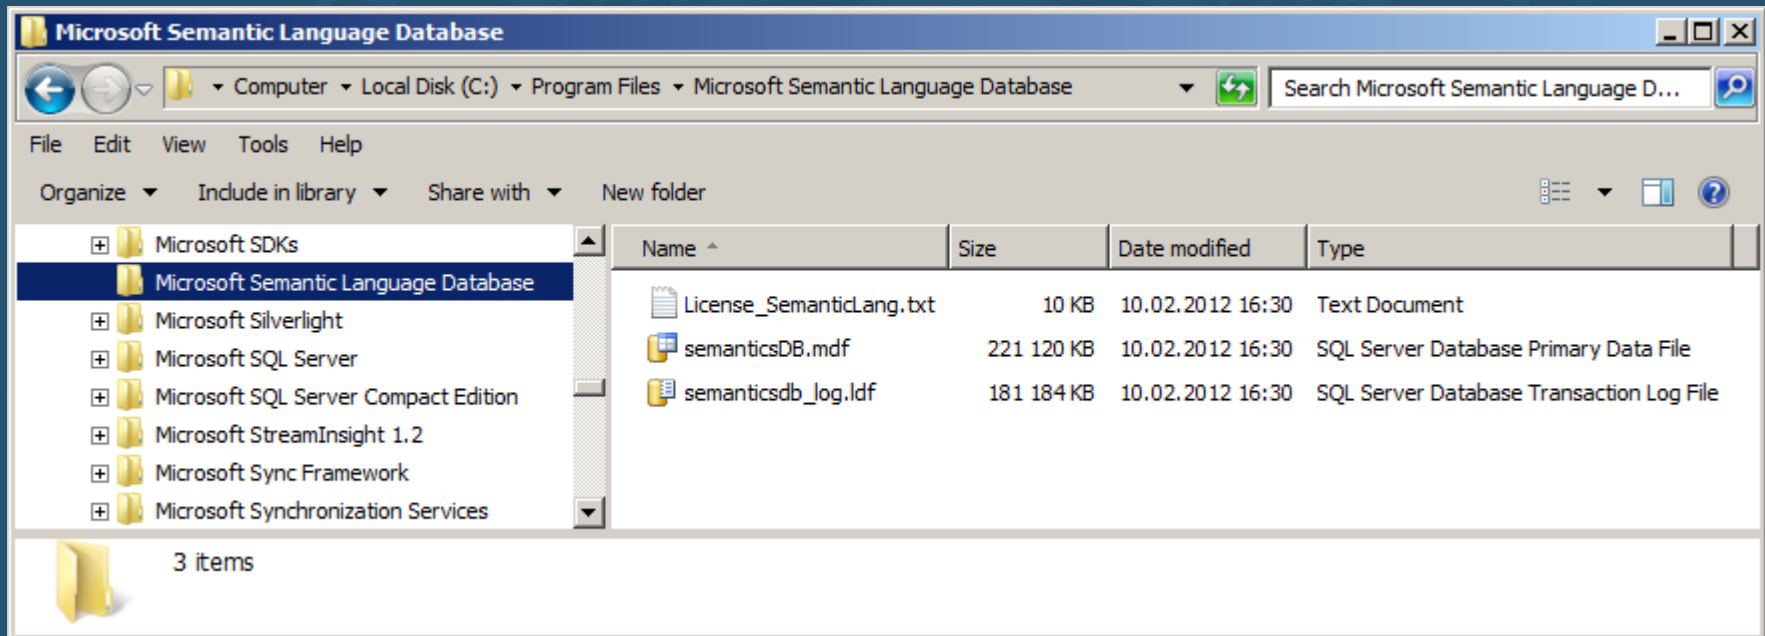 Microsoft Semantic Language Database
Computer Local Disk (C:) Program Files Microsoft Semantic Language Database
Search Microsoft Semantic Language D...
File Edit View Tools Help
Organize Include in library Share with New folder
Microsoft SDKs
Microsoft Semantic Language Database
Microsoft Silverlight
Microsoft SQL Server
Microsoft SQL Server Compact Edition
Microsoft StreamInsight 1.2
Microsoft Sync Framework
Microsoft Synchronization Services
Name Size Date modified Type
License_SemanticLang.txt 10 KB 10.02.2012 16:30 Text Document
semanticsDB.mdf 221 120 KB 10.02.2012 16:30 SQL Server Database Primary Data File
semanticsdb_log.ldf 181 184 KB 10.02.2012 16:30 SQL Server Database Transaction Log File
3 items